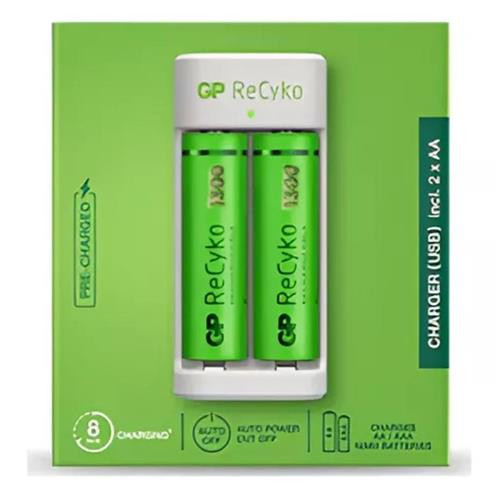 GP ReCyko
1300
1300
GP ReCyko
GP ReCyko
PRE-CHARGED
CHARGER (USB) Incl. 2 x AA
8
CHARGING
AUTO
OFF
AUTO POWER
CUT OFF
CHARGES
AA / AAA
NiMH BATTERIES